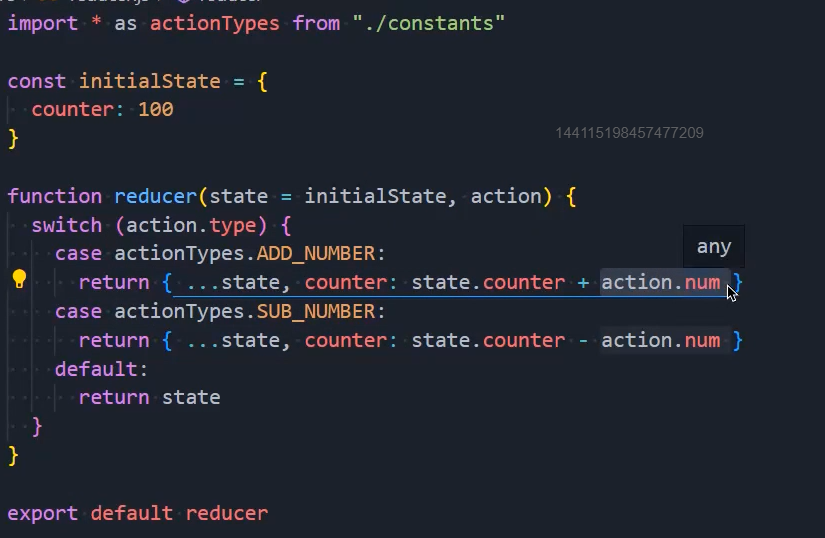 import * as actionTypes from "./constants"
const initialState = {
counter: 100
}
144115198457477209
function reducer(state = initialState, action) {
switch (action.type) {
case actionTypes.ADD_NUMBER:
any
return { ...state, counter: state.counter + action.num }
case actionTypes.SUB_NUMBER:
return { ...state, counter: state.counter - action.num }
default:
return state
}
}
export default reducer